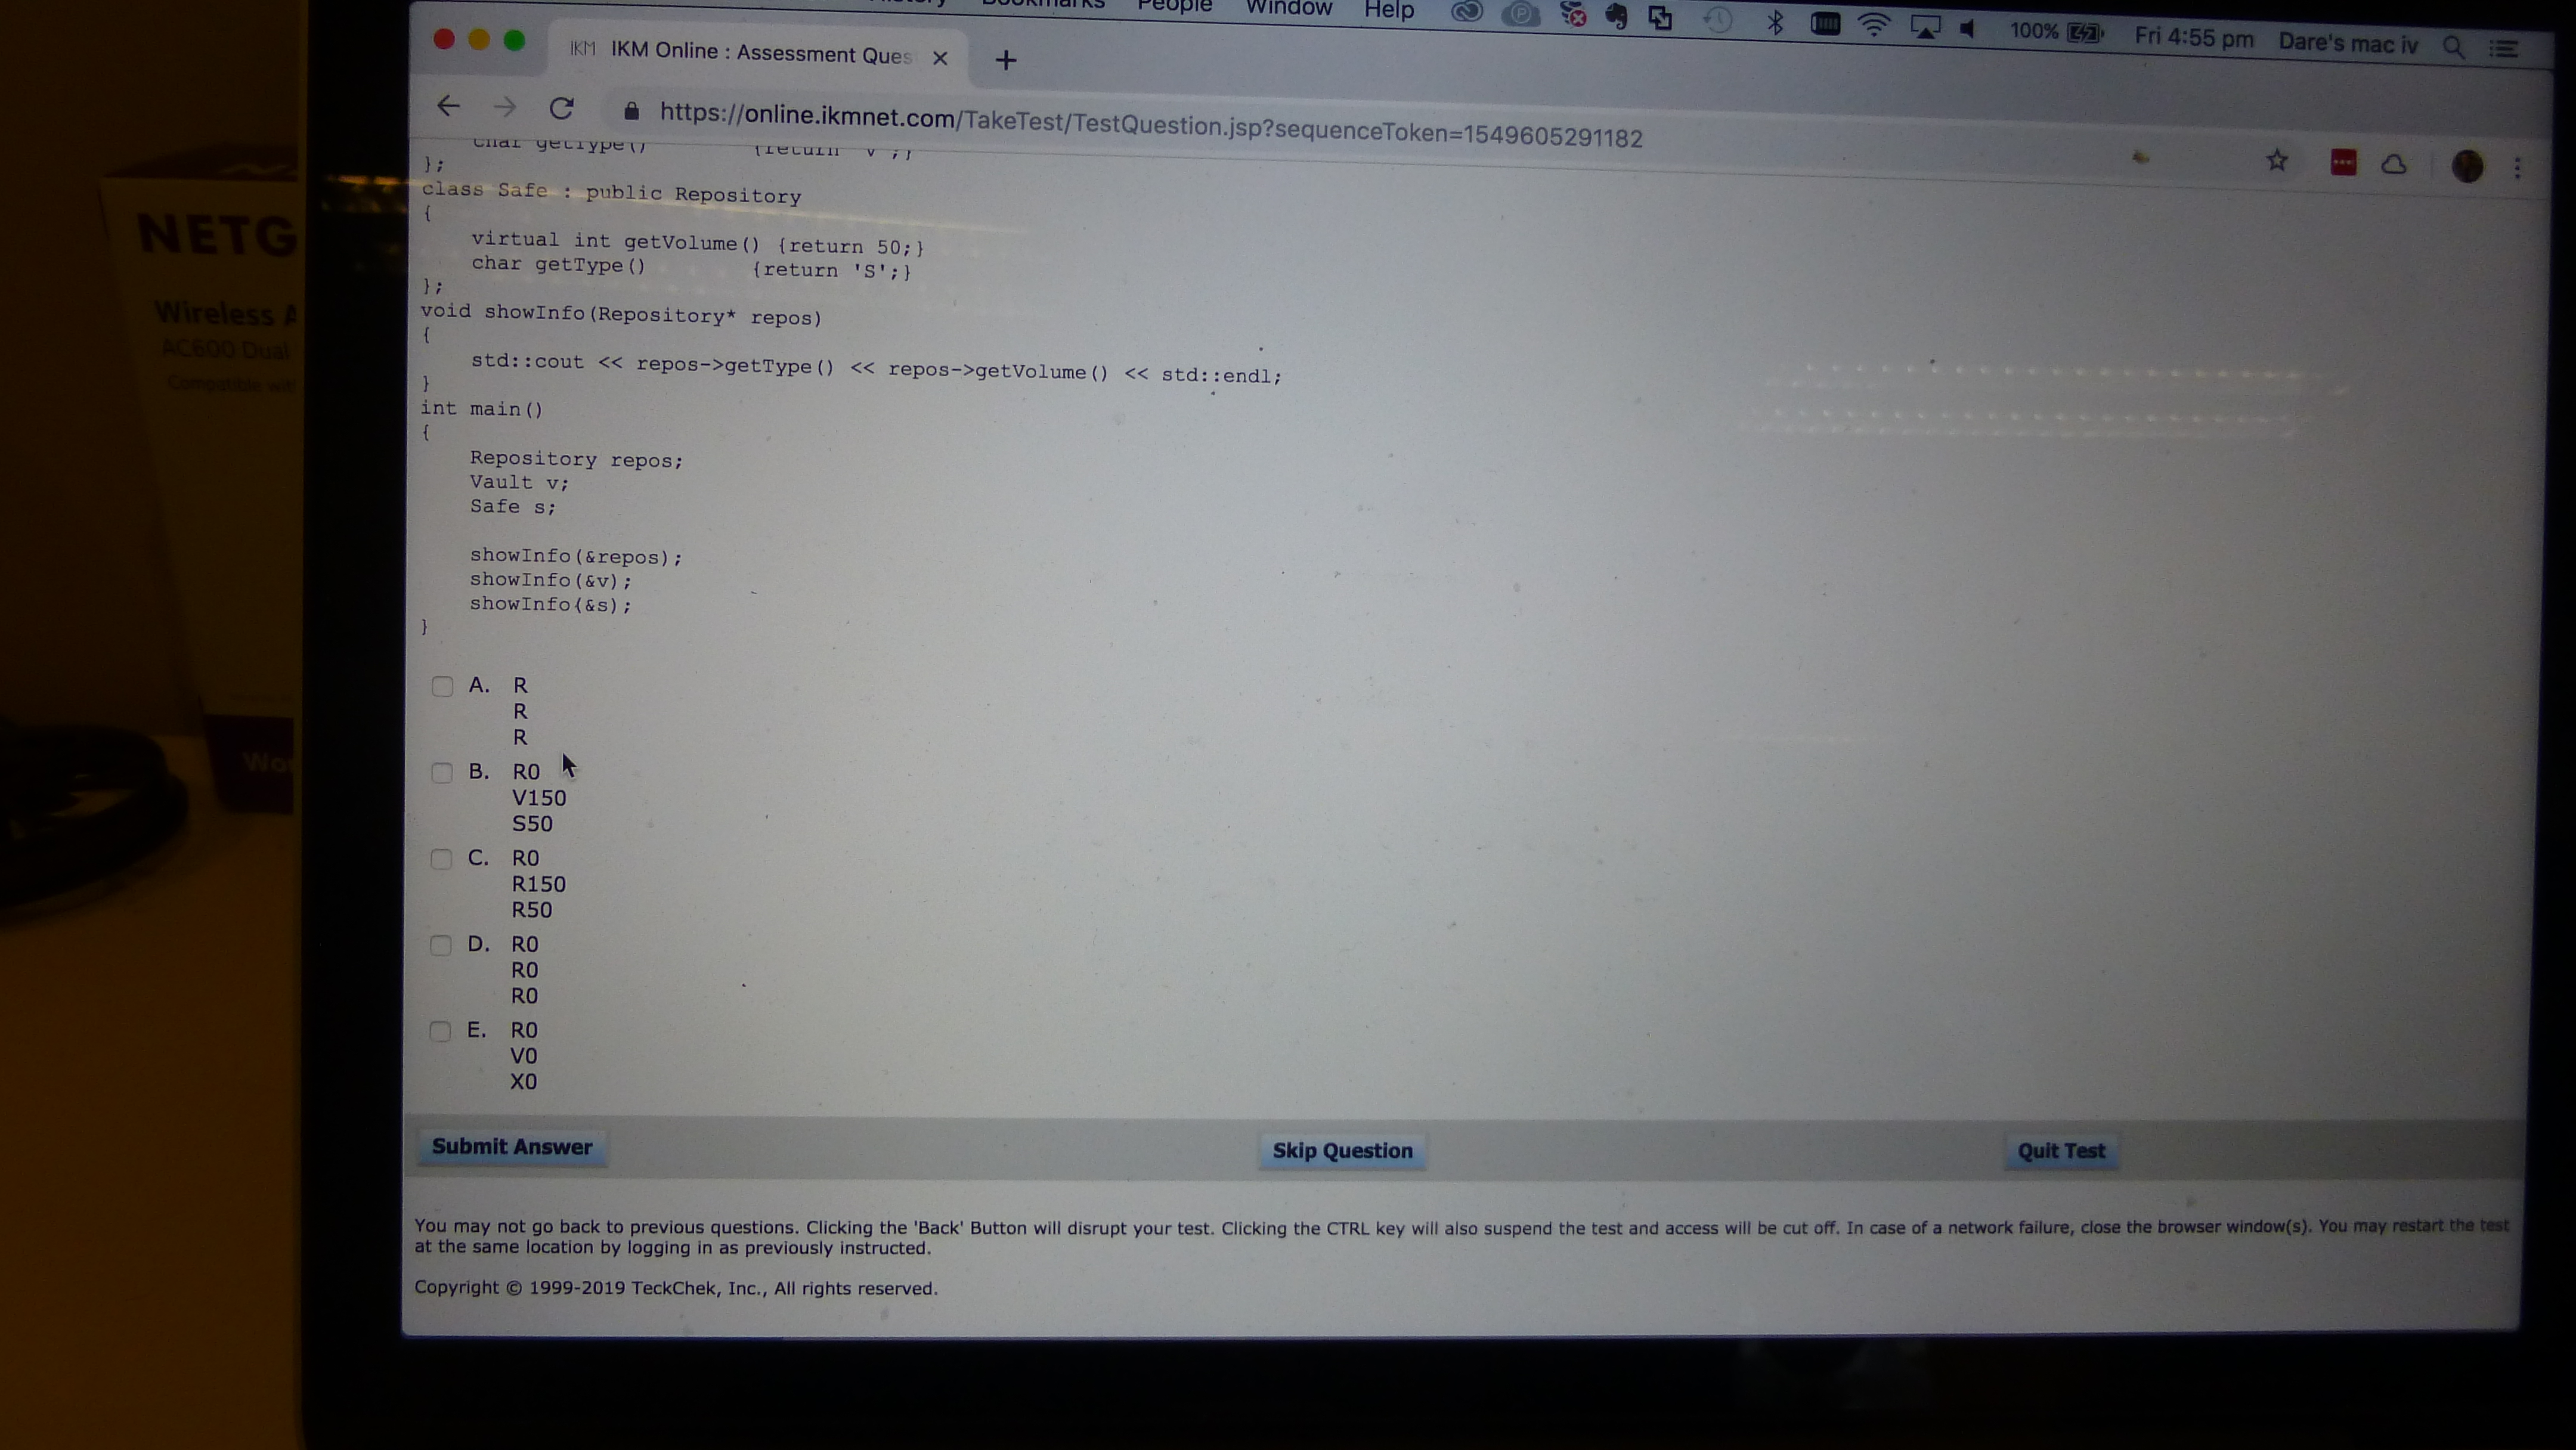 Bookmarks People Window Help 100% Fri 4:55 pm Dare's mac iv
IKM IKM Online : Assessment Ques
https://online.ikmnet.com/TakeTest/TestQuestion.jsp?sequenceToken=1549605291182
char getType() {return 'V';}
};
class Safe : public Repository
{
virtual int getVolume() {return 50;}
char getType() {return 'S';}
};
void showInfo(Repository* repos)
{
std::cout << repos->getType() << repos->getVolume() << std::endl;
}
int main()
{
Repository repos;
Vault v;
Safe s;
showInfo(&repos);
showInfo(&v);
showInfo(&s);
}
A. R
R
R
B. R0
V150
S50
C. R0
R150
R50
D. R0
R0
R0
E. R0
V0
X0
Submit Answer Skip Question Quit Test
You may not go back to previous questions. Clicking the 'Back' Button will disrupt your test. Clicking the CTRL key will also suspend the test and access will be cut off. In case of a network failure, close the browser window(s). You may restart the test
at the same location by logging in as previously instructed.
Copyright © 1999-2019 TeckChek, Inc., All rights reserved.
NETG
Wireless A
AC600 Dual
Compatible wit
Wo